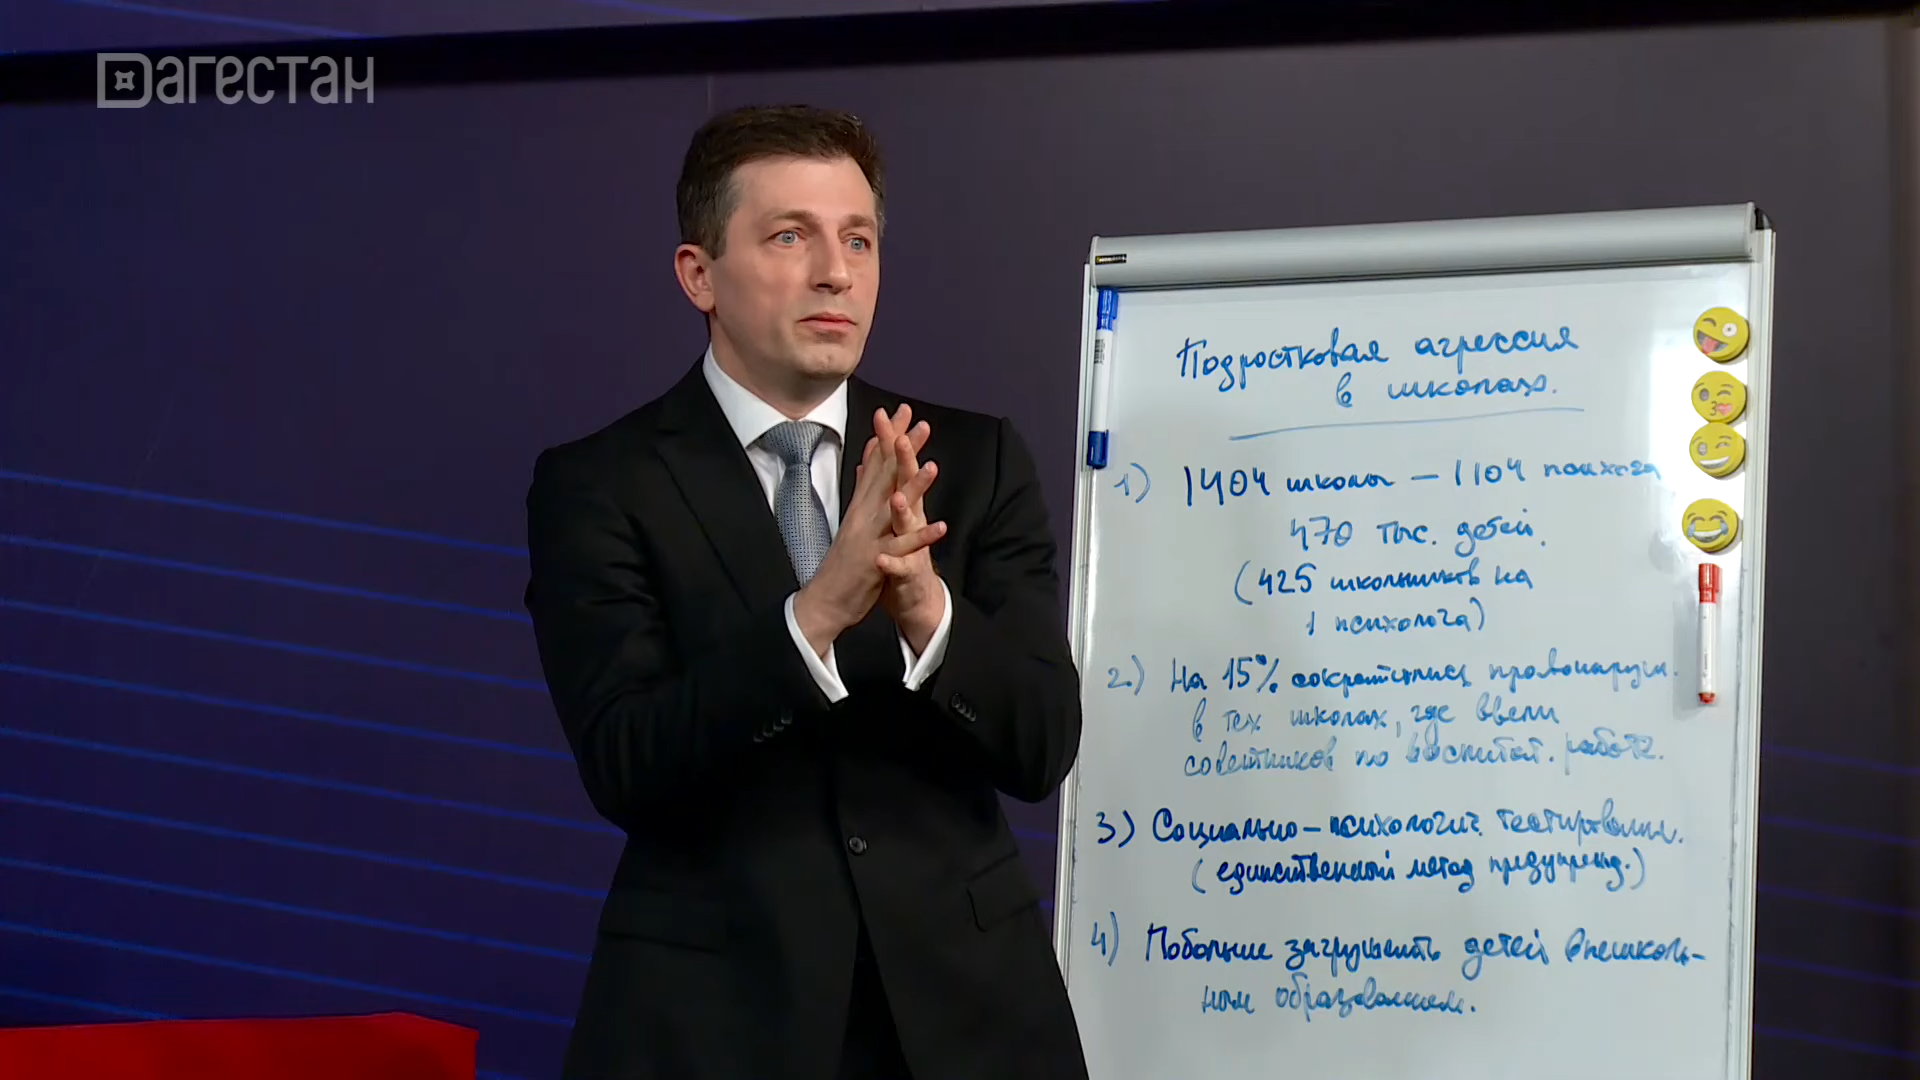 Дагестан
Подростковая агрессия
в школах.
1) 1404 школы – 1104 психога
470 тыс. детей.
(425 школьников на
1 психолога)
2.) На 15% сократились правонаруш.
в тех школах, где ввели
советников по воспитат. работе.
3) Социально–психологич. тестирования.
(единственный метод предупрежд.)
4) Побольше загружать детей внешколь-
ным образованием.